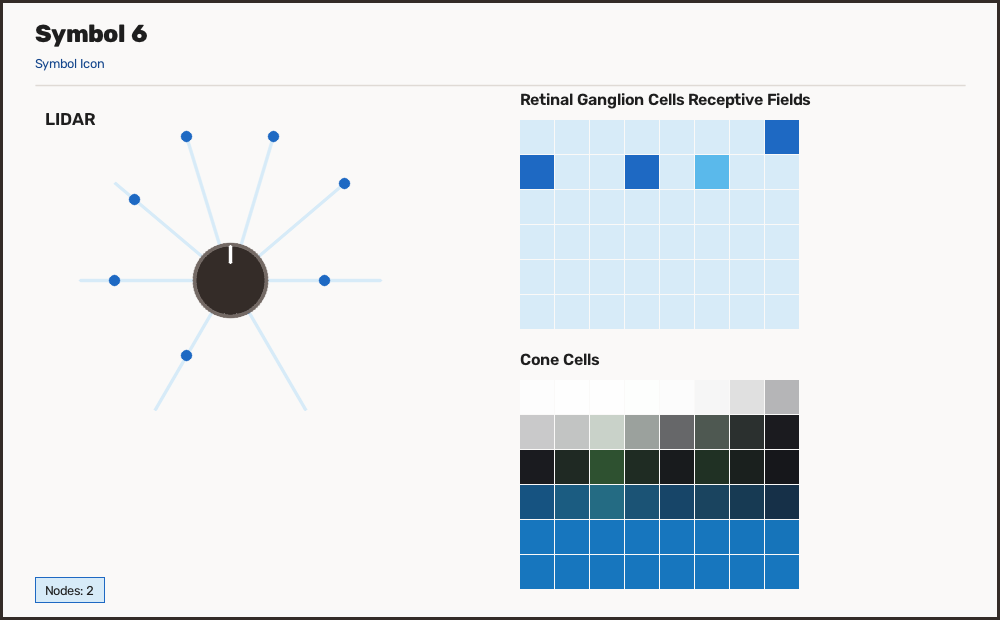 Symbol 6
Symbol Icon
LIDAR
Retinal Ganglion Cells Receptive Fields
Cone Cells
Nodes: 2